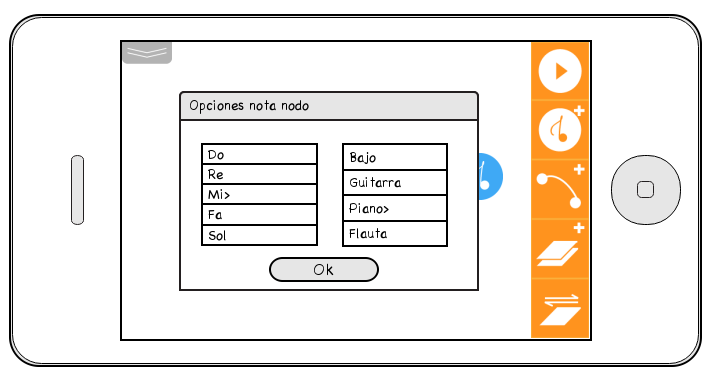 Opciones nota nodo
Do
Re
Mi>
Fa
Sol
Bajo
Guitarra
Piano>
Flauta
Ok